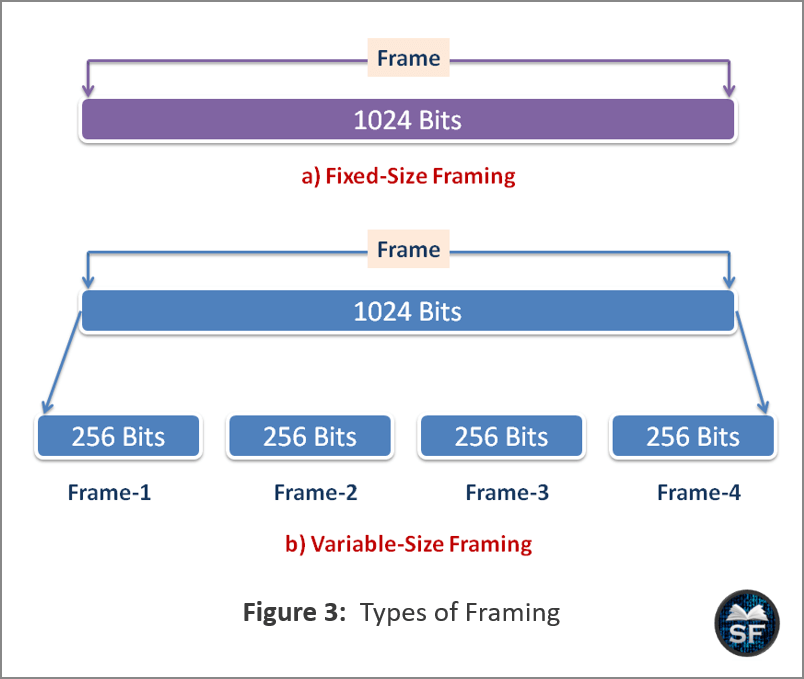 Frame
1024 Bits
a) Fixed-Size Framing
Frame
1024 Bits
256 Bits 256 Bits 256 Bits 256 Bits
Frame-1 Frame-2 Frame-3 Frame-4
b) Variable-Size Framing
Figure 3: Types of Framing
SF